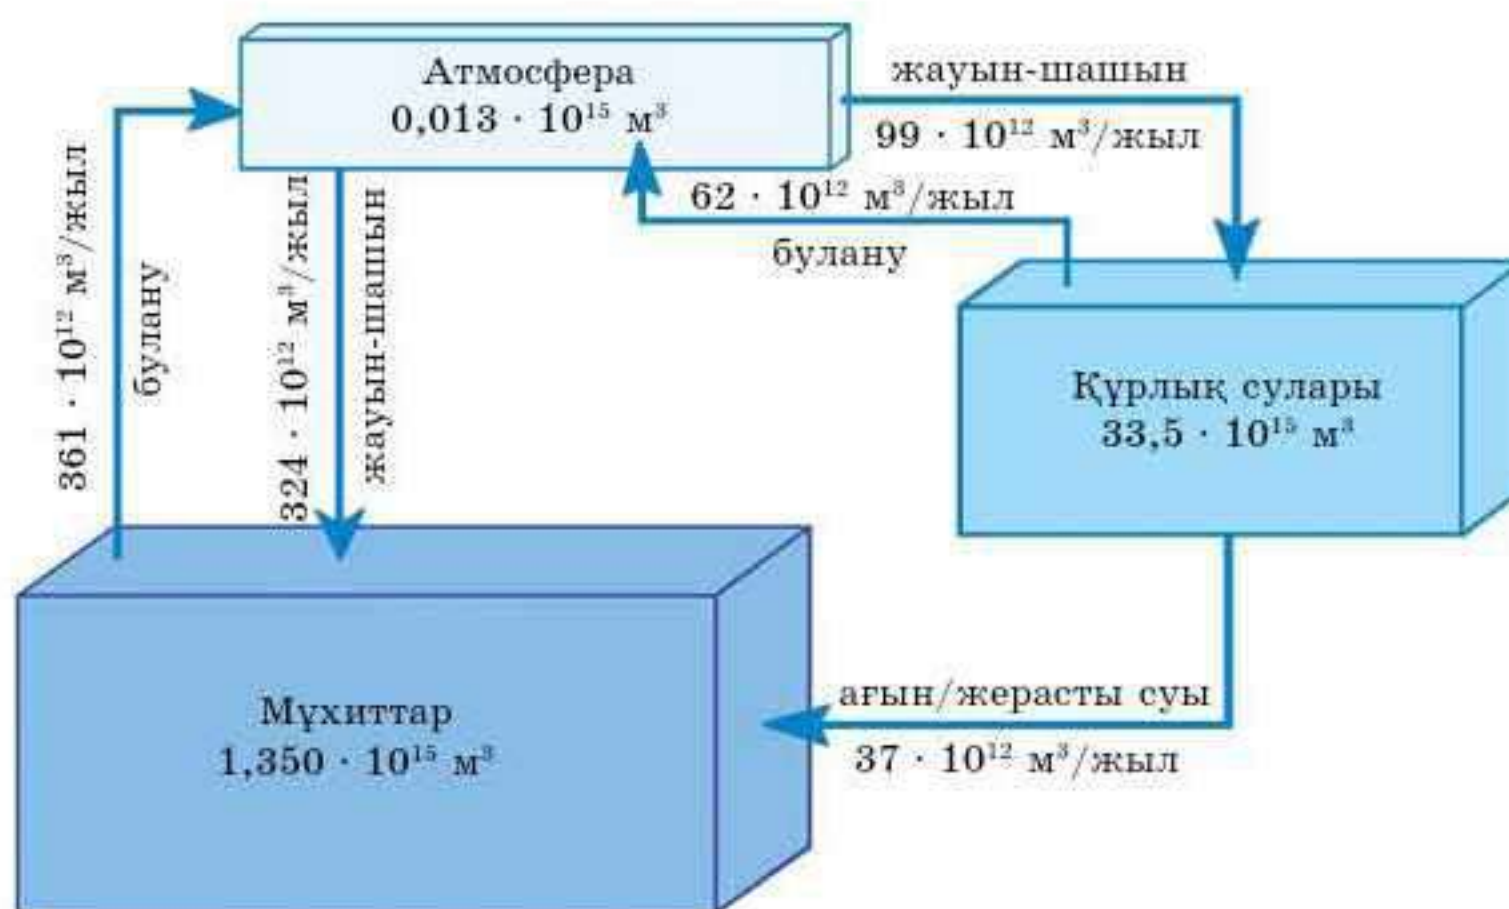 Атмосфера
0,013 · 10¹⁵ м³
жауын-шашын
99 · 10¹² м³/жыл
62 · 10¹² м³/жыл
булану
361 · 10¹² м³/жыл
булану
324 · 10¹² м³/жыл
жауын-шашын
Құрлық сулары
33,5 · 10¹⁵ м³
Мұхиттар
1,350 · 10¹⁵ м³
ағын/жерасты суы
37 · 10¹² м³/жыл